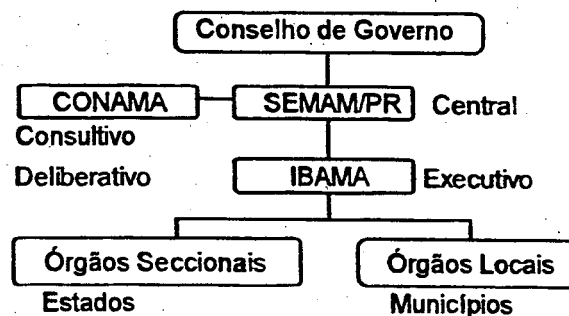 Conselho de Governo
CONAMA SEMAM/PR Central
Consultivo
Deliberativo IBAMA Executivo
Órgãos Seccionais Órgãos Locais
Estados Municípios